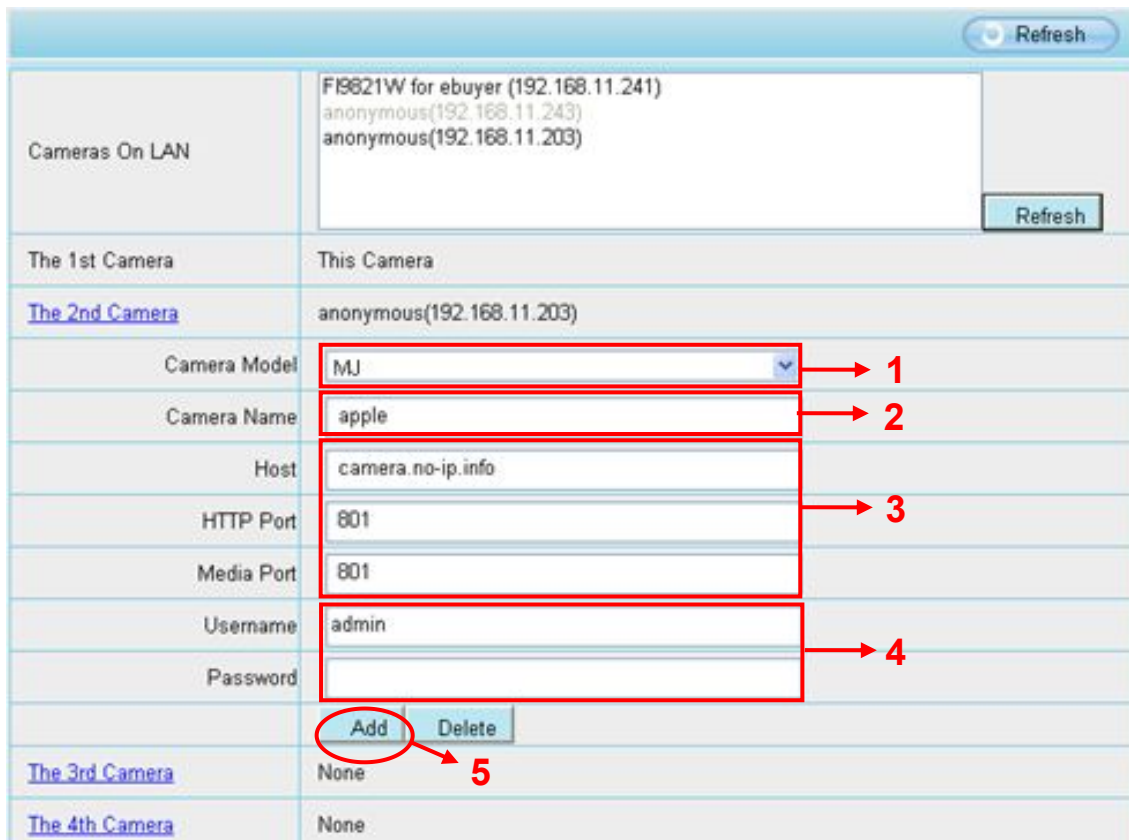 Refresh
Cameras On LAN
FI9821W for ebuyer (192.168.11.241)
anonymous(192.168.11.243)
anonymous(192.168.11.203)
Refresh
The 1st Camera This Camera
The 2nd Camera anonymous(192.168.11.203)
Camera Model MJ 1
Camera Name apple 2
Host camera.no-ip.info
HTTP Port 801 3
Media Port 801
Username admin
Password 4
Add Delete
5
The 3rd Camera None
The 4th Camera None